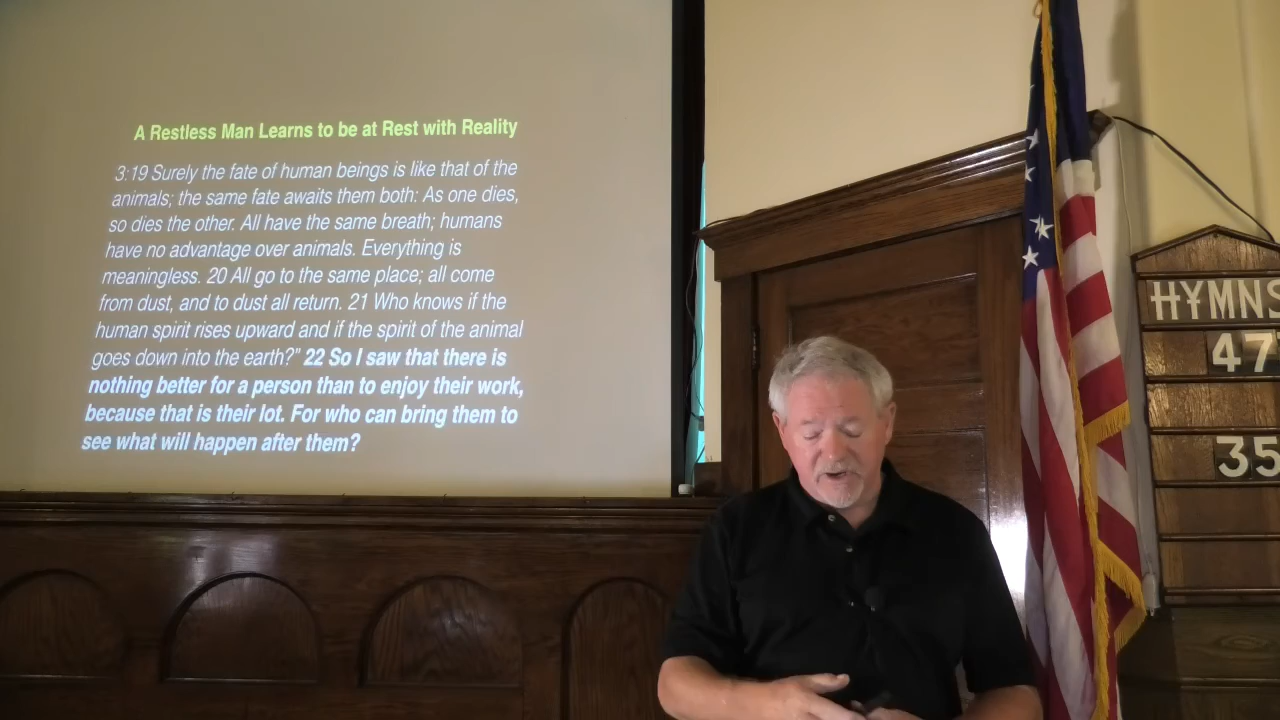 A Restless Man Learns to be at Rest with Reality
3:19 Surely the fate of human beings is like that of the
animals; the same fate awaits them both: As one dies,
so dies the other. All have the same breath; humans
have no advantage over animals. Everything is
meaningless. 20 All go to the same place; all come
from dust, and to dust all return. 21 Who knows if the
human spirit rises upward and if the spirit of the animal
goes down into the earth?” 22 So I saw that there is
nothing better for a person than to enjoy their work,
because that is their lot. For who can bring them to
see what will happen after them?
HYMNS
47
35